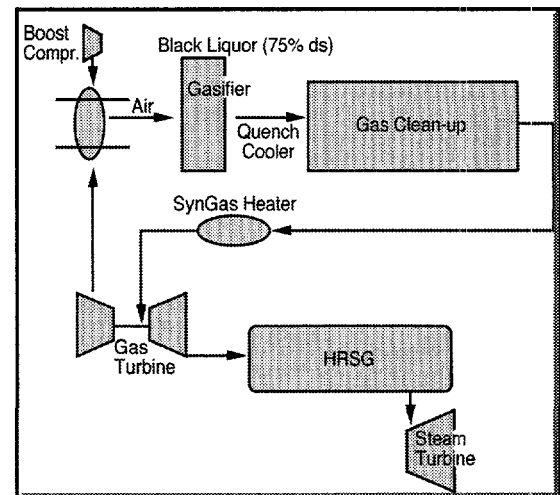 Boost
Compr.
Black Liquor (75% ds)
Gasifier
Air
Quench
Cooler
Gas Clean-up
SynGas Heater
Gas
Turbine
HRSG
Steam
Turbine